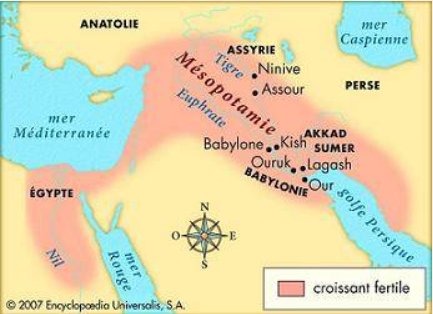 ANATOLIE
mer
Caspienne
ASSYRIE
Tigre
Ninive
Mésopotamie
Assour
PERSE
Euphrate
mer
Méditerranée
Babylone
Kish
AKKAD
SUMER
Ouruk
Lagash
BABYLONIE
Our
ÉGYPTE
golfe Persique
N
O
E
S
Nil
mer
Rouge
croissant fertile
© 2007 Encyclopædia Universalis, S.A.